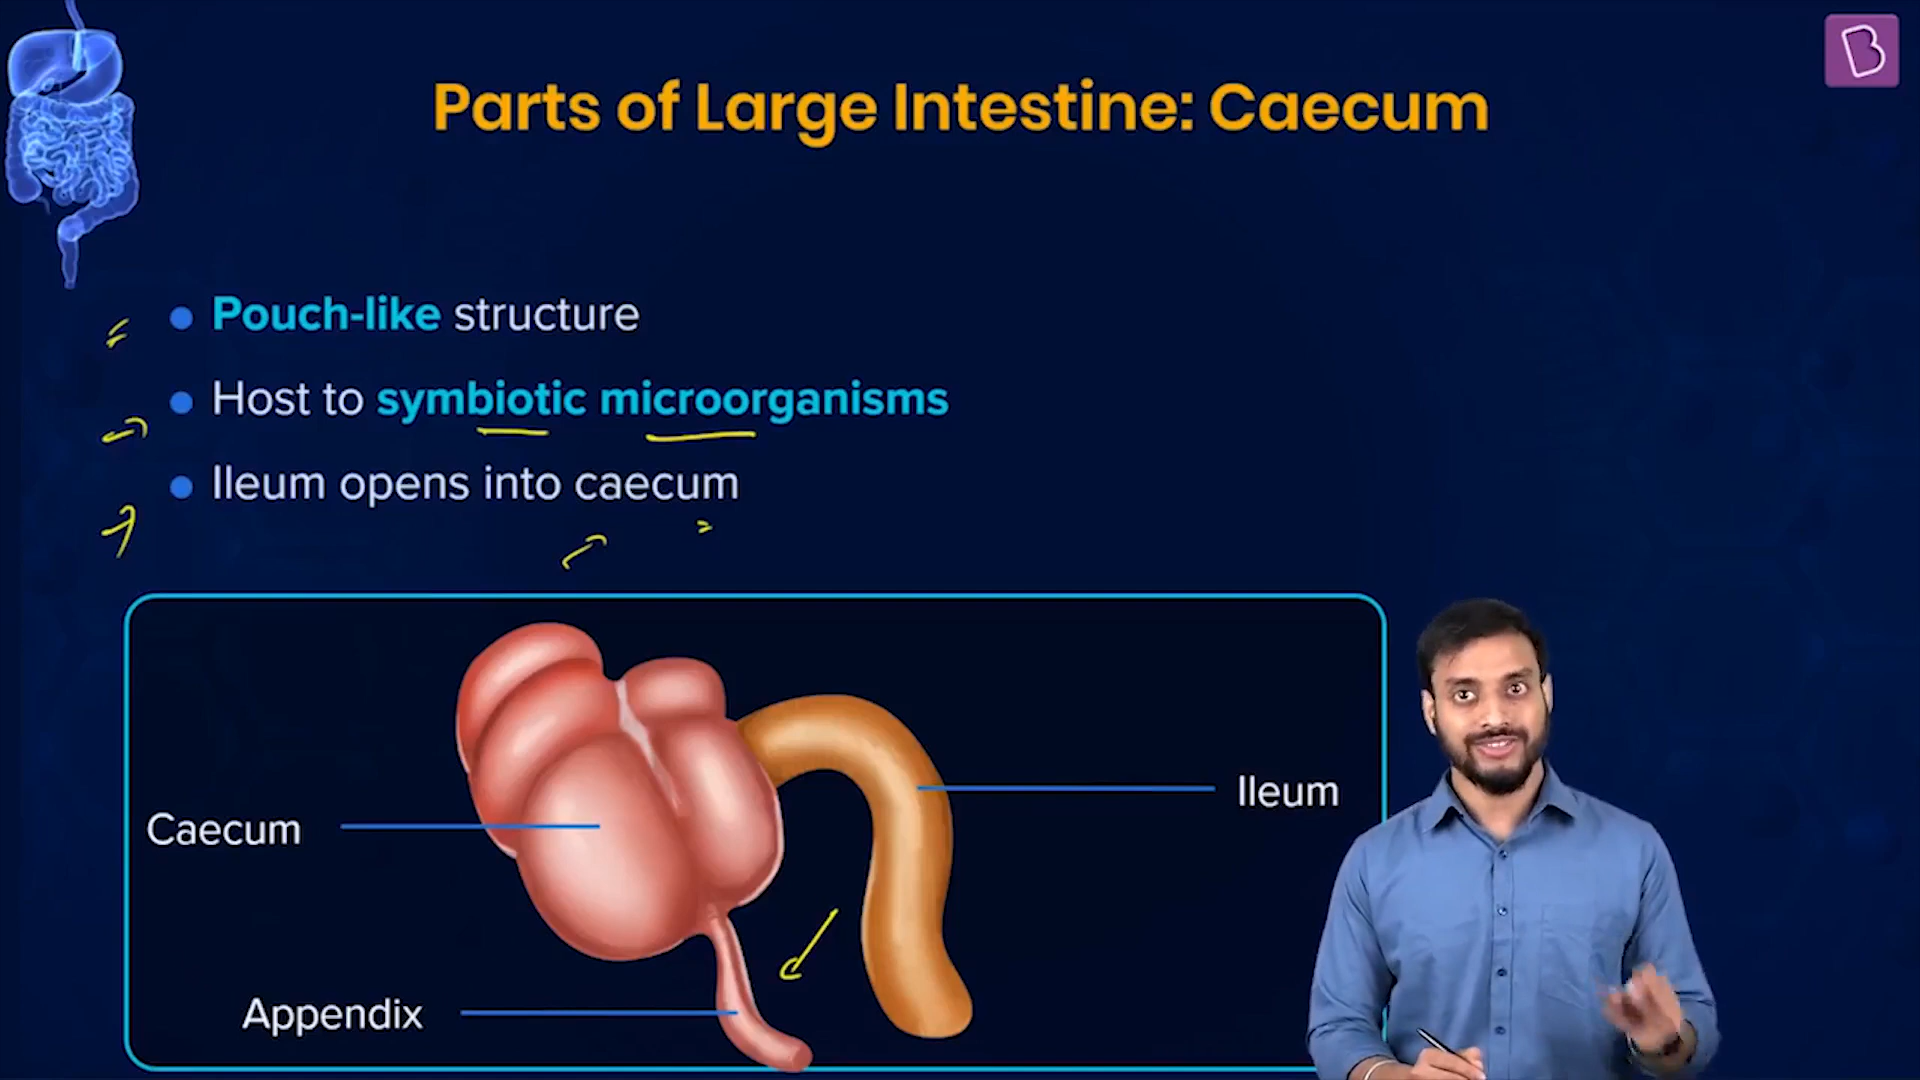 Parts of Large Intestine: Caecum
Pouch-like structure
Host to symbiotic microorganisms
Ileum opens into caecum
Caecum
Ileum
Appendix
B